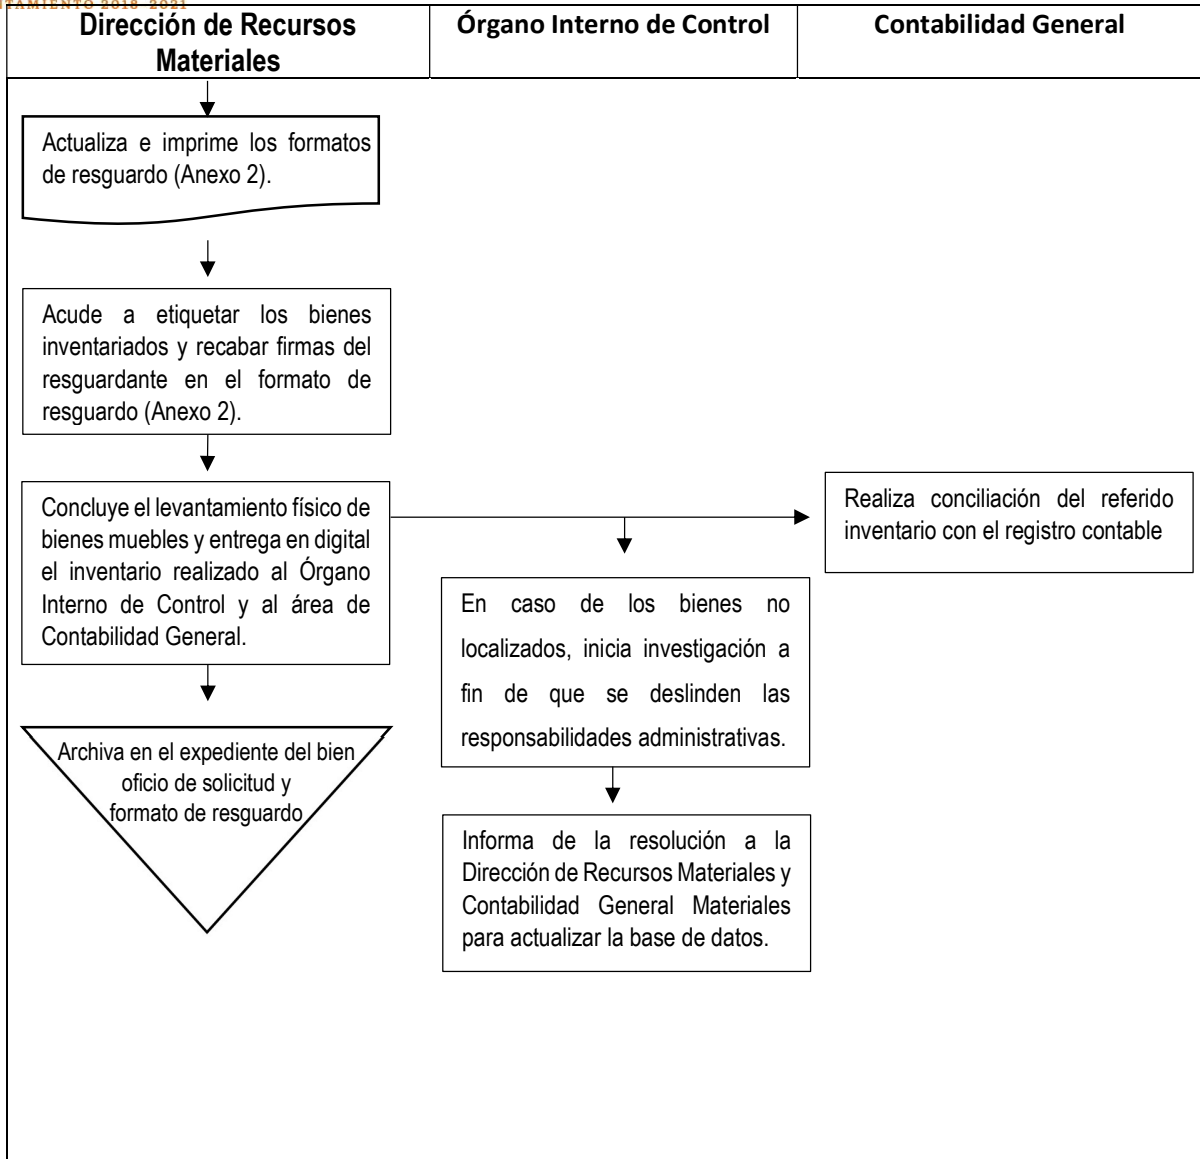 TAMIENTO 2018-2021
Dirección de Recursos
Materiales
Órgano Interno de Control
Contabilidad General
Actualiza e imprime los formatos
de resguardo (Anexo 2).
Acude a etiquetar los bienes
inventariados y recabar firmas del
resguardante en el formato de
resguardo (Anexo 2).
Concluye el levantamiento físico de
bienes muebles y entrega en digital
el inventario realizado al Órgano
Interno de Control y al área de
Contabilidad General.
Archiva en el expediente del bien
oficio de solicitud y
formato de resguardo
En caso de los bienes no
localizados, inicia investigación a
fin de que se deslinden las
responsabilidades administrativas.
Informa de la resolución a la
Dirección de Recursos Materiales y
Contabilidad General Materiales
para actualizar la base de datos.
Realiza conciliación del referido
inventario con el registro contable